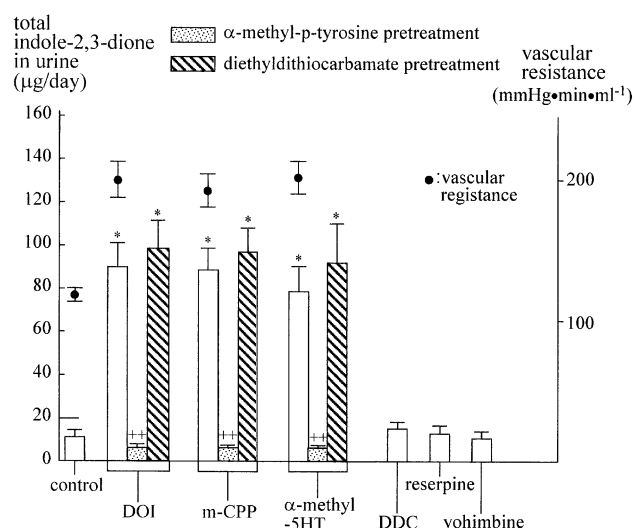 total
indole-2,3-dione
in urine
(μg/day)
α-methyl-p-tyrosine pretreatment
diethyldithiocarbamate pretreatment
vascular
resistance
(mmHg•min•ml-1)
160
140
120
100
80
60
40
20
0
200
100
●:vascular
registance
*
*
*
*
*
*
‡‡
‡‡
‡‡
control
DOI
m-CPP
α-methyl
-5HT
DDC
reserpine
yohimbine